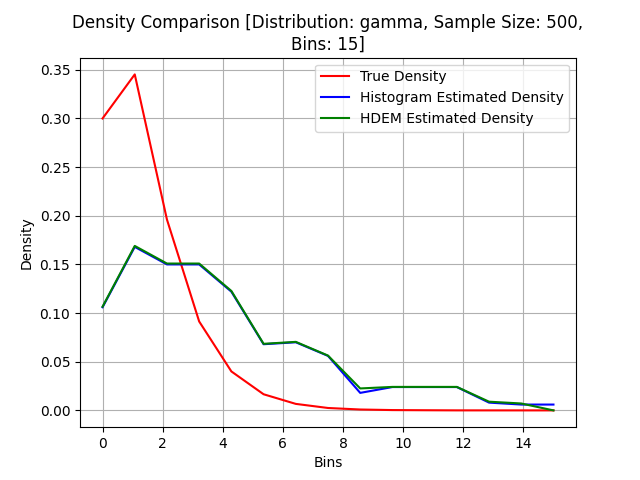 Density Comparison [Distribution: gamma, Sample Size: 500,
Bins: 15]
True Density
Histogram Estimated Density
HDEM Estimated Density
Density
0.35
0.30
0.25
0.20
0.15
0.10
0.05
0.00
0 2 4 6 8 10 12 14
Bins